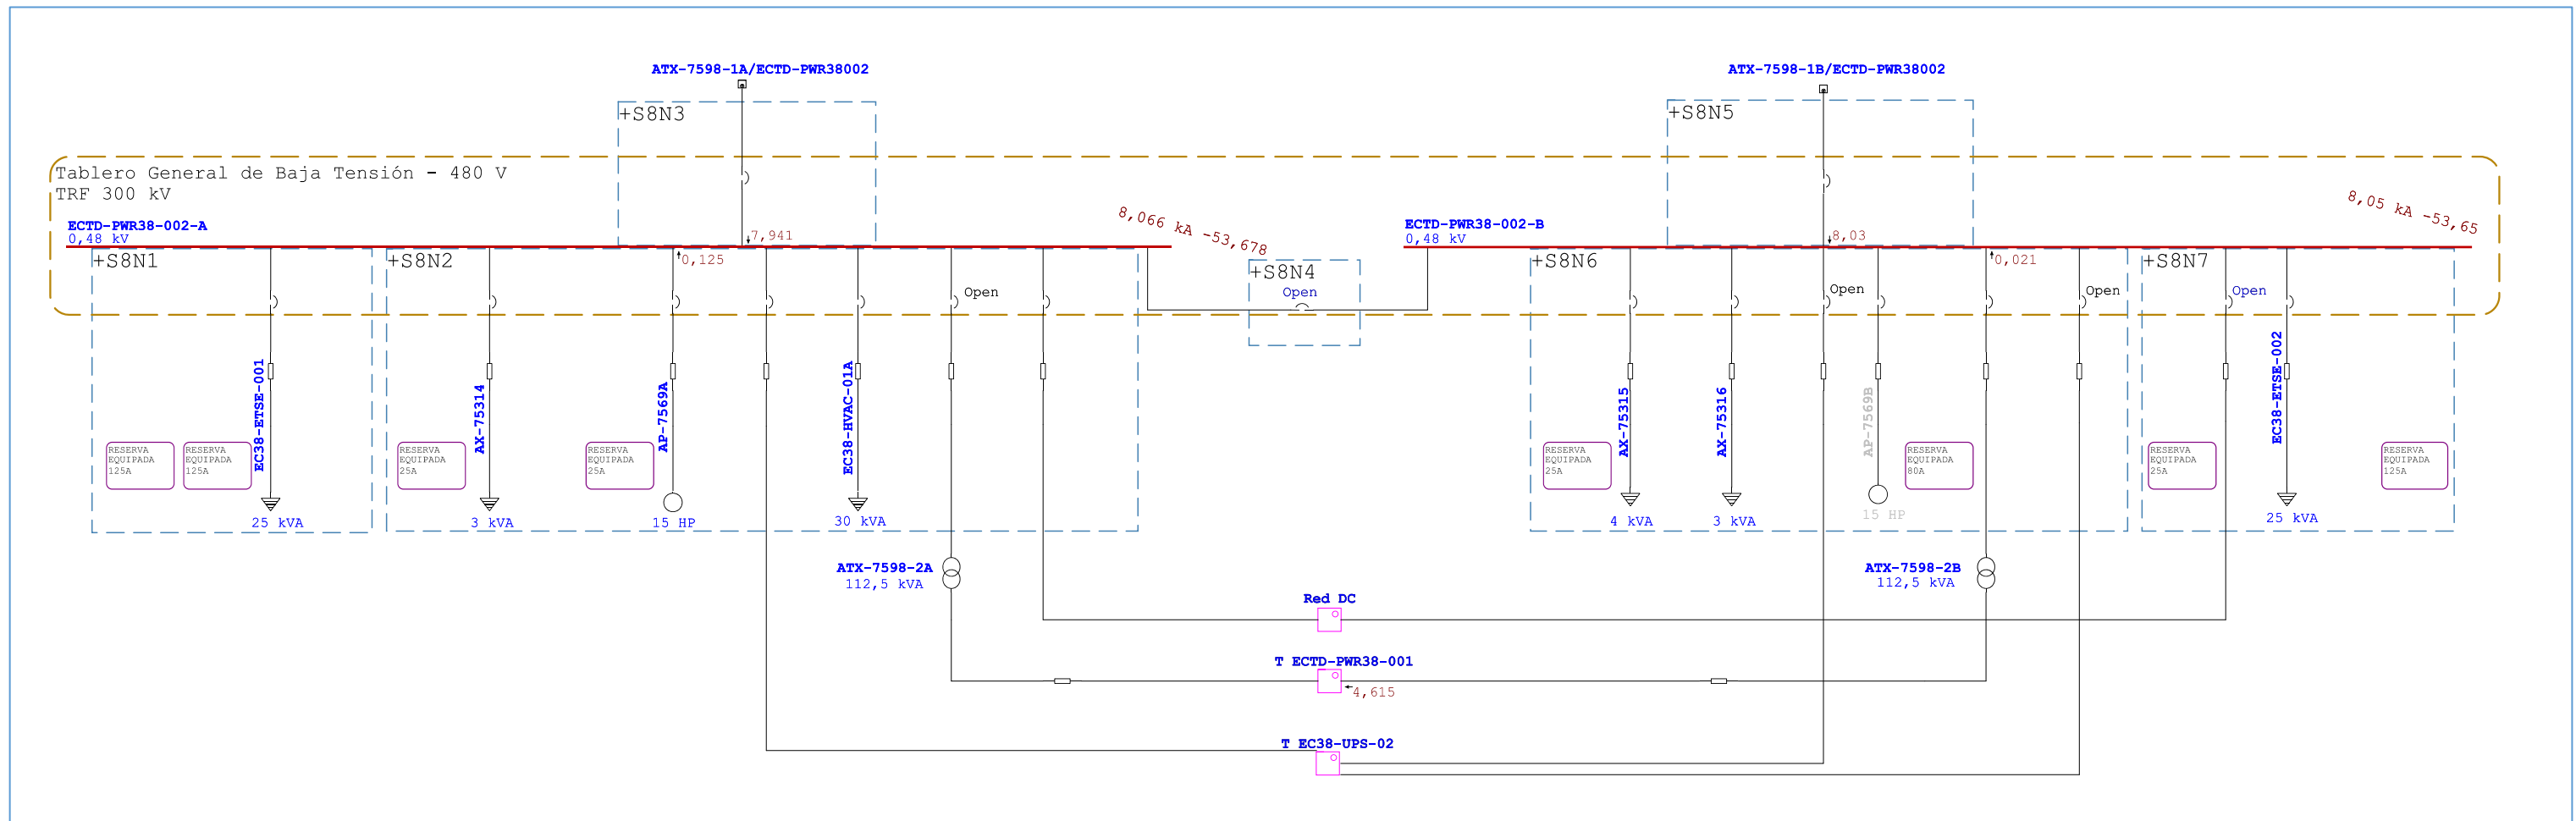 ATX-7598-1A/ECTD-PWR38002
ATX-7598-1B/ECTD-PWR38002
+S8N3
+S8N5
Tablero General de Baja Tensión - 480 V
TRF 300 kV
ECTD-PWR38-002-A
0,48 kV
7,941
8,066 kA -53,678
ECTD-PWR38-002-B
0,48 kV
8,03
8,05 kA -53,65
+S8N1
+S8N2
0,125
+S8N4
Open
+S8N6
0,021
+S8N7
Open
Open
Open
Open
EC38-ETSE-001
AX-75314
AP-7569A
EC38-HVAC-01A
AX-75315
AX-75316
AP-7569B
EC38-ETSE-002
RESERVA
EQUIPADA
125A
RESERVA
EQUIPADA
125A
RESERVA
EQUIPADA
25A
RESERVA
EQUIPADA
25A
RESERVA
EQUIPADA
25A
RESERVA
EQUIPADA
80A
RESERVA
EQUIPADA
25A
RESERVA
EQUIPADA
125A
25 kVA
3 kVA
15 HP
30 kVA
4 kVA
3 kVA
15 HP
25 kVA
ATX-7598-2A
112,5 kVA
ATX-7598-2B
112,5 kVA
Red DC
T ECTD-PWR38-001
4,615
T EC38-UPS-02